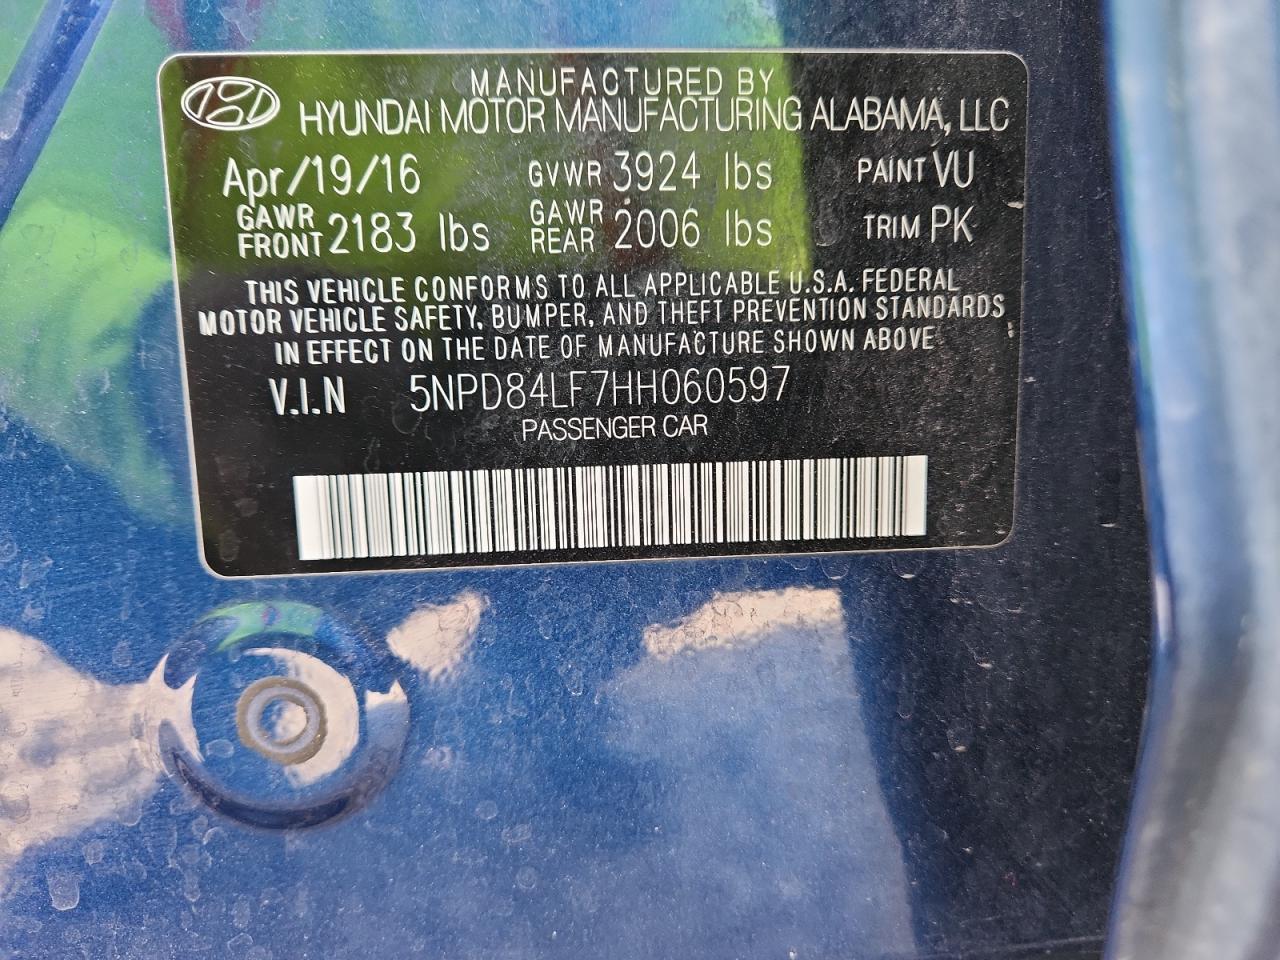 MANUFACTURED BY
HYUNDAI MOTOR MANUFACTURING ALABAMA, LLC
Apr/19/16 GVWR 3924 lbs PAINT VU
GAWR FRONT 2183 lbs GAWR REAR 2006 lbs TRIM PK
THIS VEHICLE CONFORMS TO ALL APPLICABLE U.S.A. FEDERAL
MOTOR VEHICLE SAFETY, BUMPER, AND THEFT PREVENTION STANDARDS
IN EFFECT ON THE DATE OF MANUFACTURE SHOWN ABOVE
V.I.N 5NPD84LF7HH060597
PASSENGER CAR